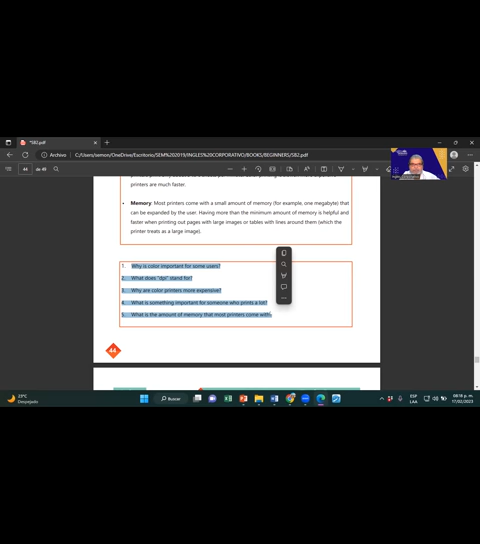 *SB2.pdf
Archivo | C:/Users/semon/OneDrive/Escritorio/SEM%202019/INGLES%20CORPORATIVO/BOOKS/BEGINNERS/SB2.pdf
44 de 49
printers are much faster.
• Memory: Most printers come with a small amount of memory (for example, one megabyte) that
can be expanded by the user. Having more than the minimum amount of memory is helpful and
faster when printing out pages with large images or tables with lines around them (which the
printer treats as a large image).
1. Why is color important for some users?
2. What does "dpi" stand for?
3. Why are color printers more expensive?
4. What is something important for someone who prints a lot?
5. What is the amount of memory that most printers come with?
44
23°C
Despejado
Buscar
ESP
LAA
08:18 p. m.
17/02/2023